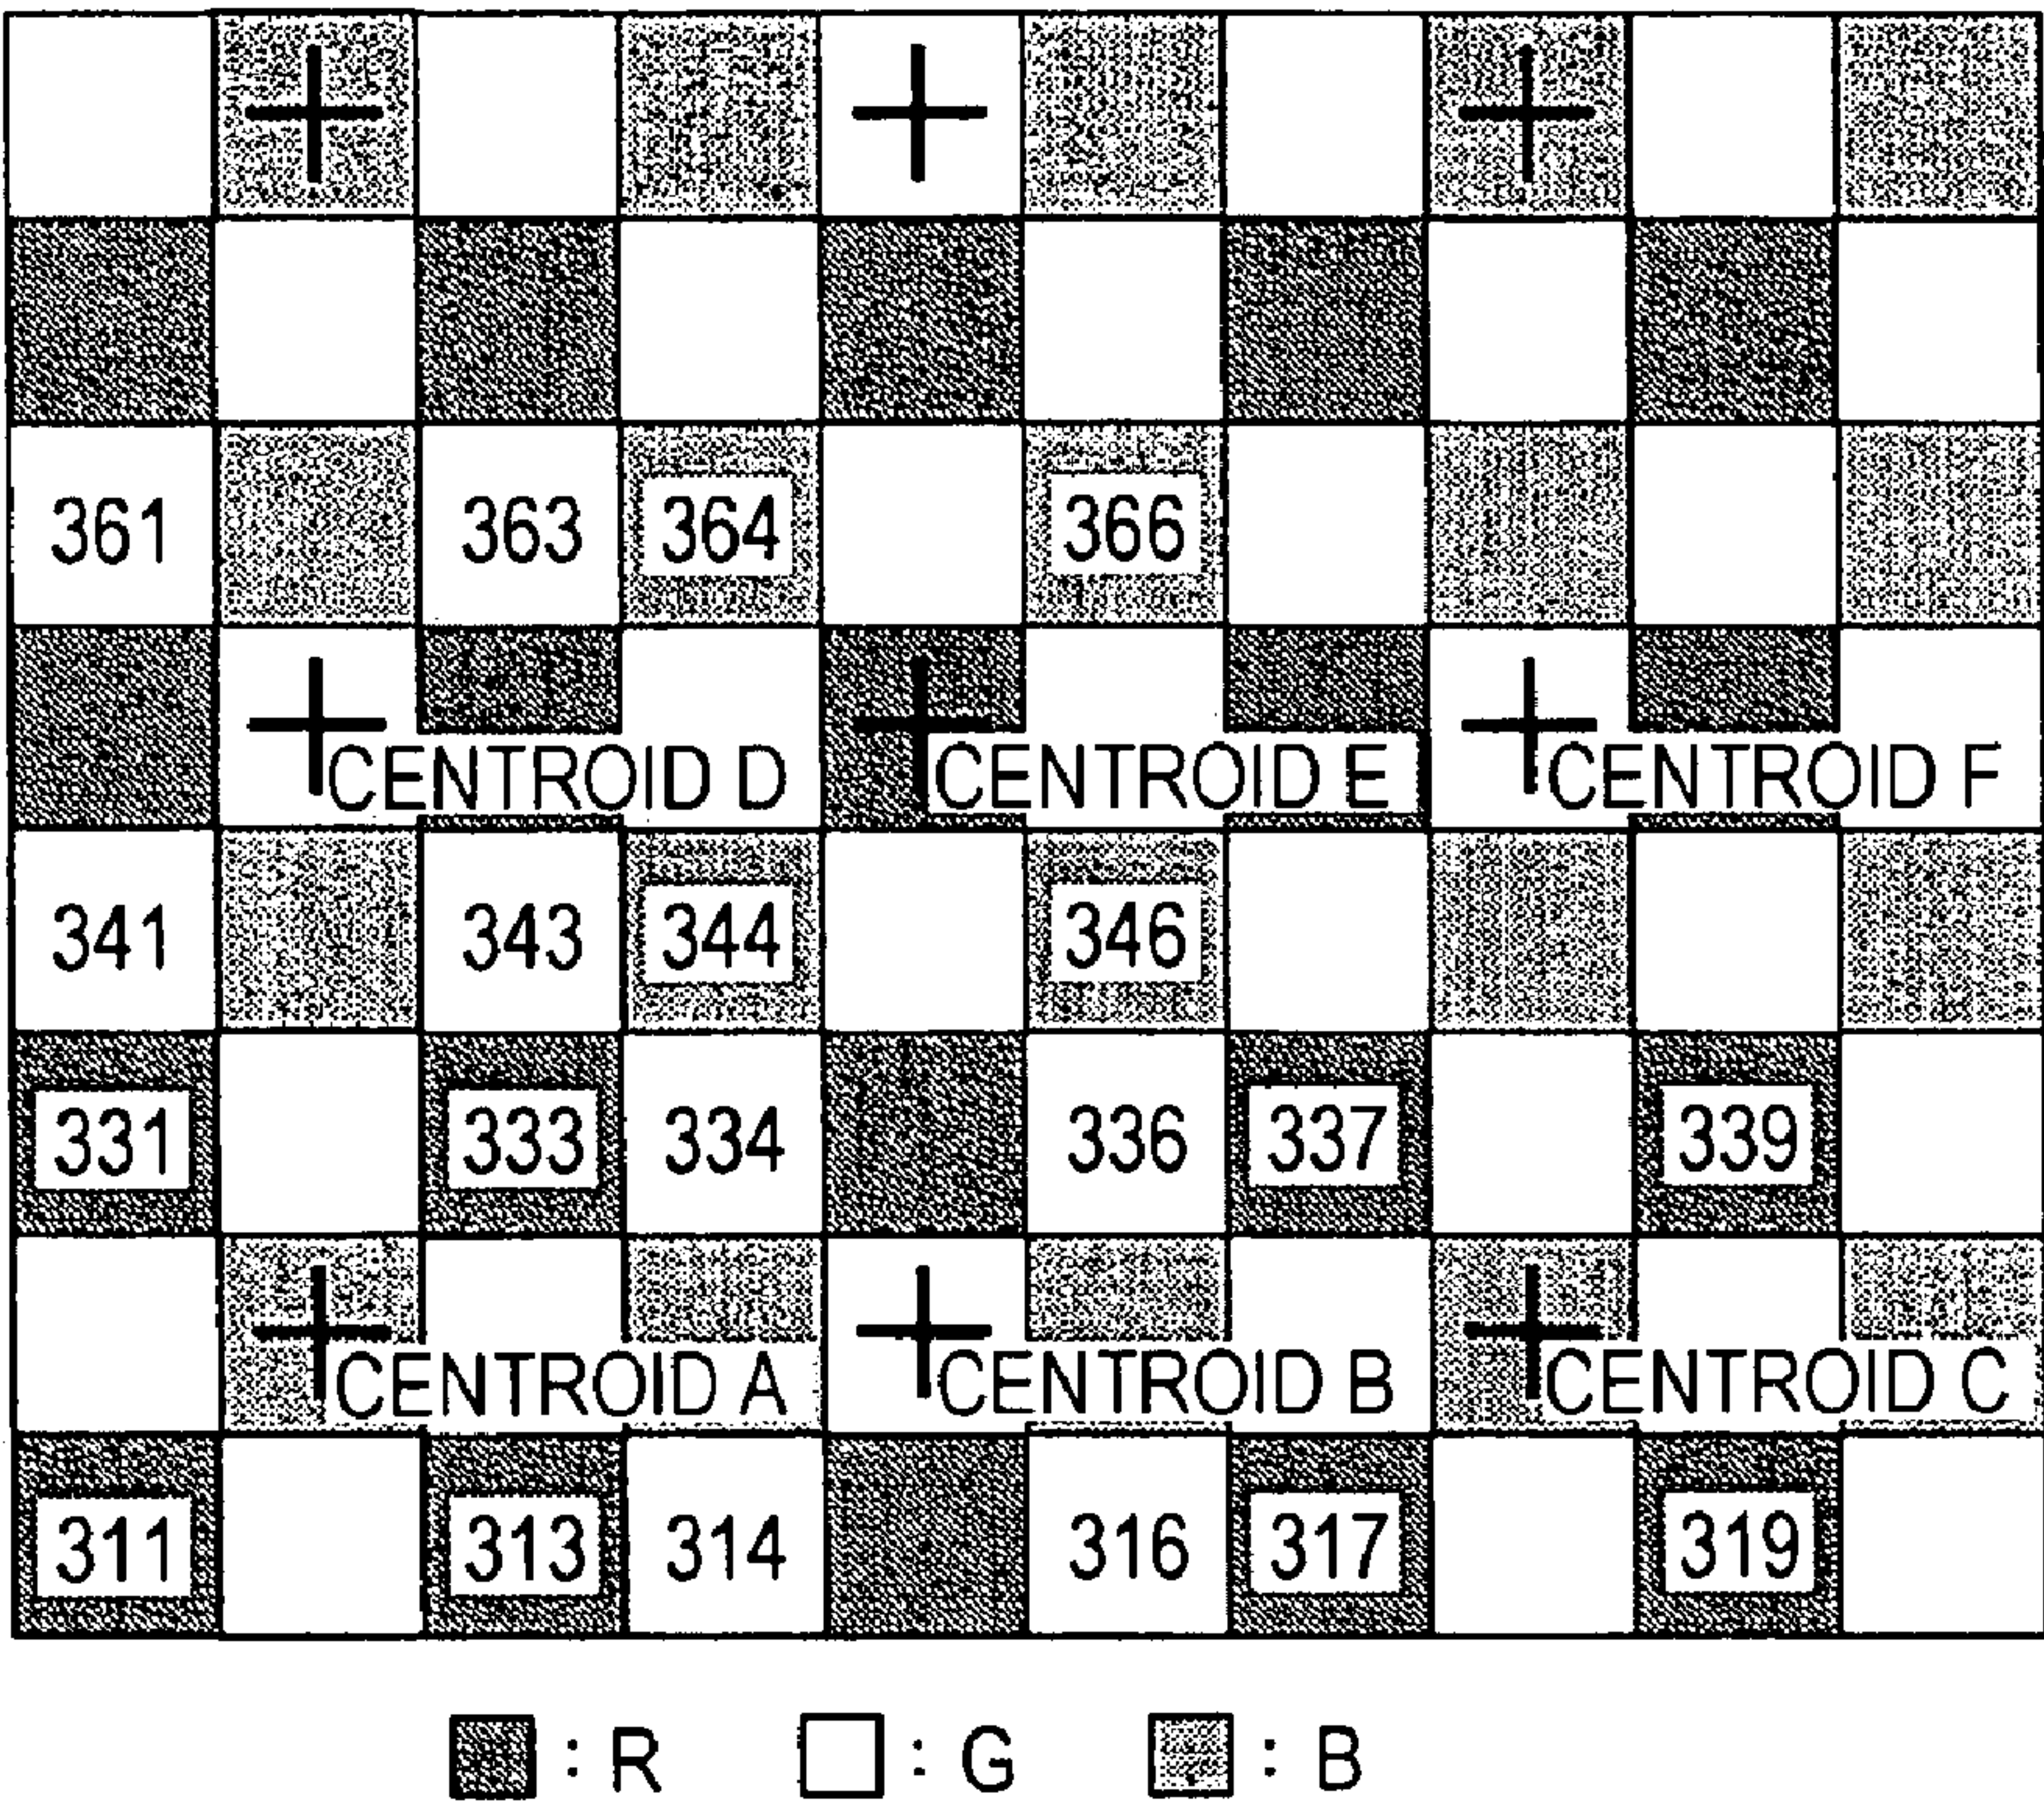 361 363 364 366
CENTROID D CENTROID E CENTROID F
341 343 344 346
331 333 334 336 337 339
CENTROID A CENTROID B CENTROID C
311 313 314 316 317 319
: R : G : B